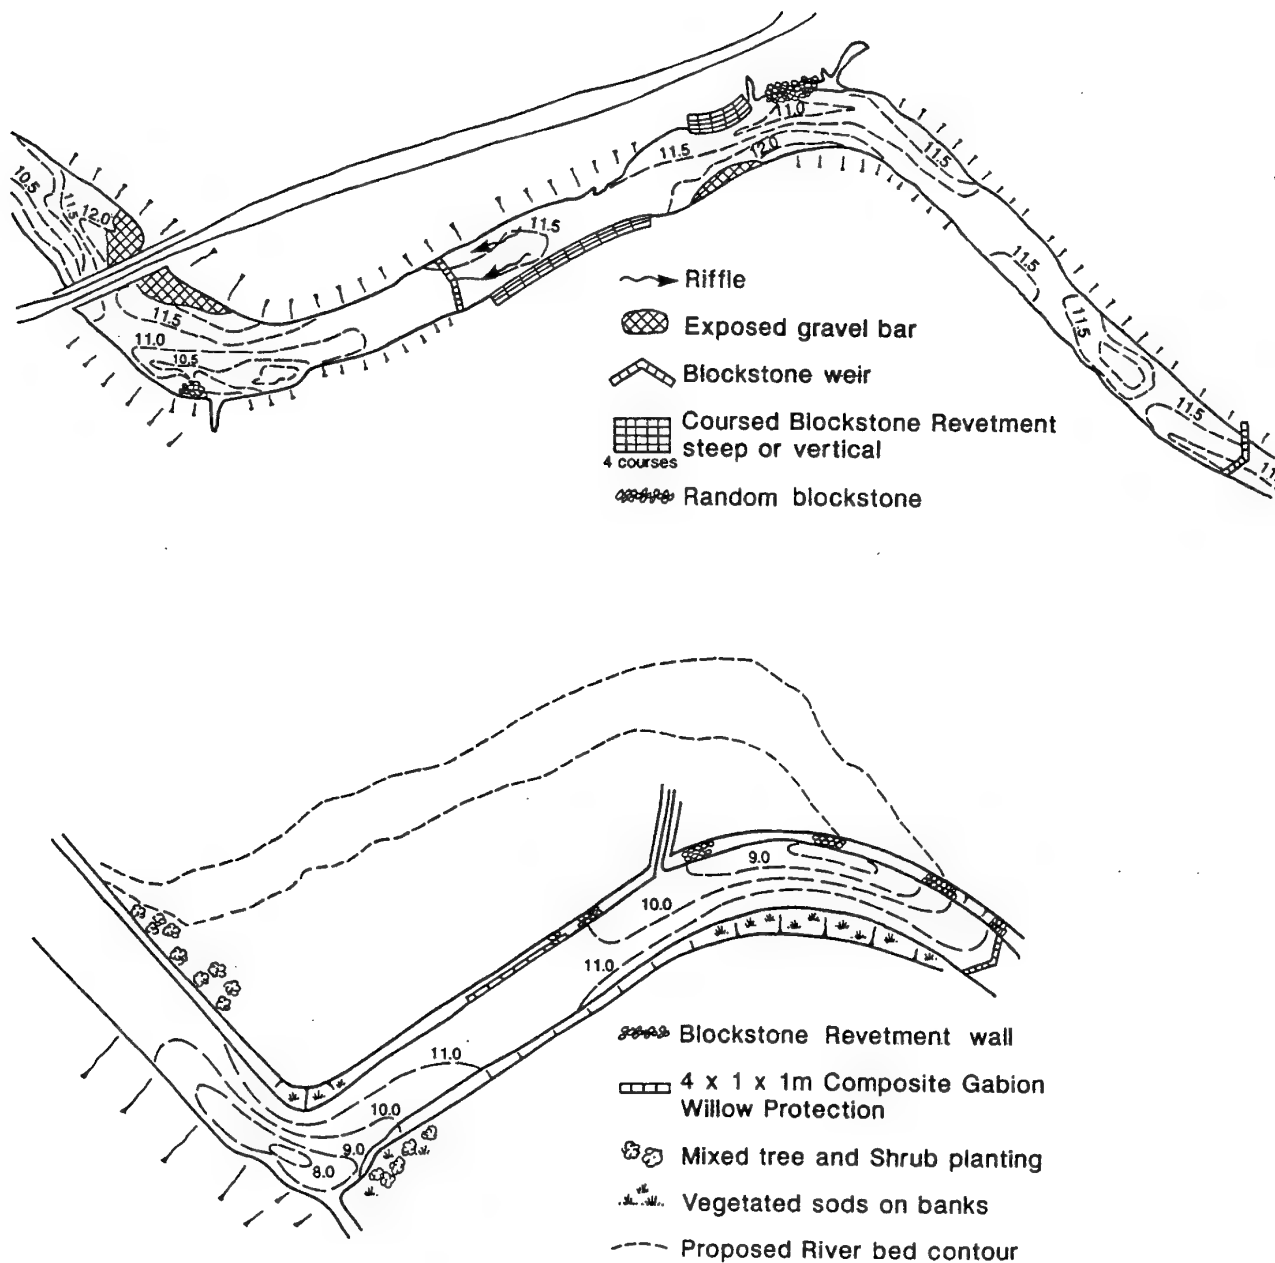 11.0
11.5
12.0
11.5
10.5
11.5
12.0
11.5
11.5
11.5
11.0
10.5
11.5
11.5
Riffle
Exposed gravel bar
Blockstone weir
Coursed Blockstone Revetment
steep or vertical
4 courses
Random blockstone
9.0
10.0
11.0
11.0
10.0
9.0
8.0
Blockstone Revetment wall
4 x 1 x 1m Composite Gabion
Willow Protection
Mixed tree and Shrub planting
Vegetated sods on banks
Proposed River bed contour